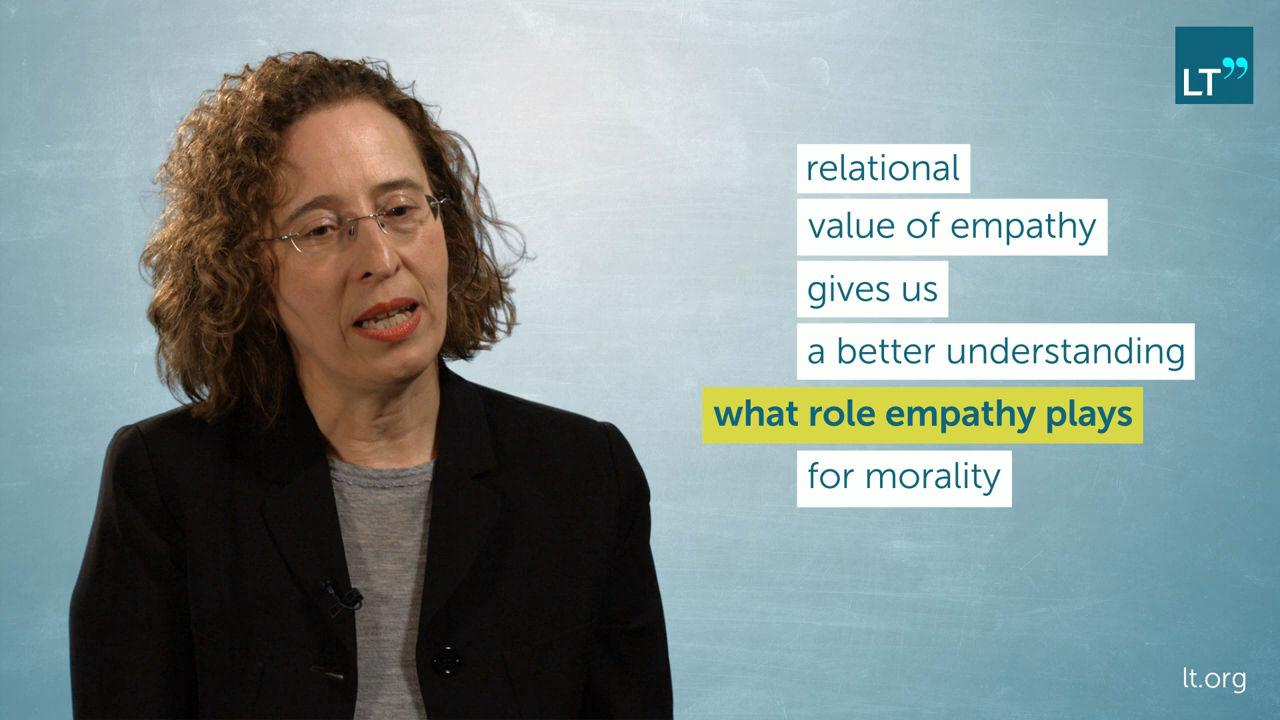 LT”
relational
value of empathy
gives us
a better understanding
what role empathy plays
for morality
lt.org